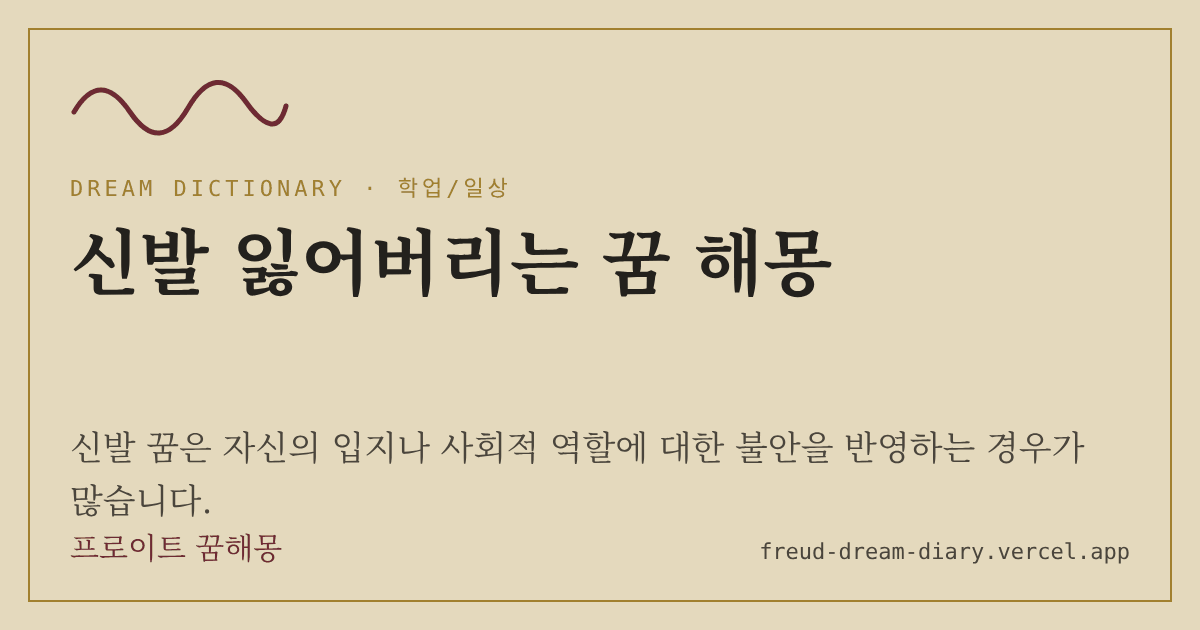 DREAM DICTIONARY · 학업/일상
신발 잃어버리는 꿈 해몽
신발 꿈은 자신의 입지나 사회적 역할에 대한 불안을 반영하는 경우가
많습니다.
프로이트 꿈해몽
freud-dream-diary.vercel.app